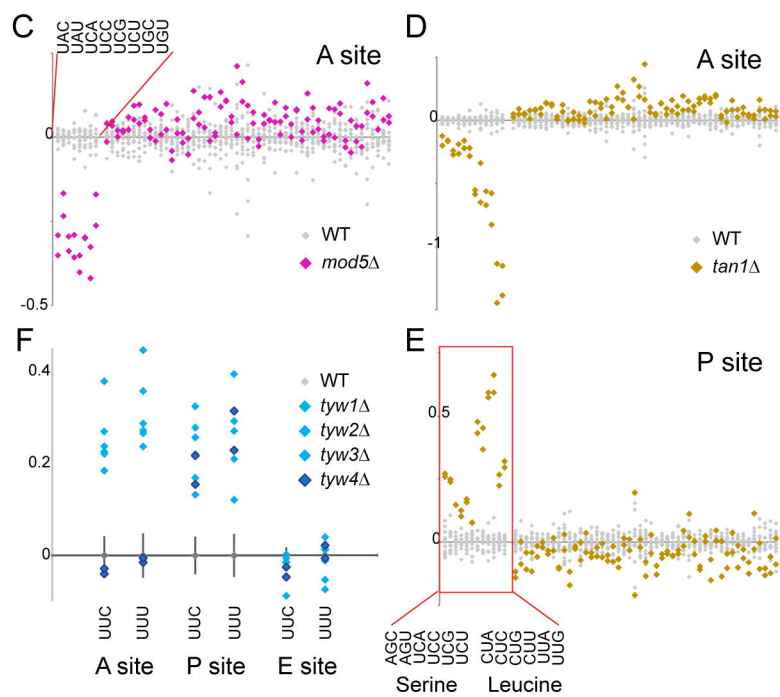 C
UAC
UAU
UCA
UCC
UCG
UCU
UGC
UGU
A site
0
-0.5
WT
mod5Δ
D
A site
0
-1
WT
tan1Δ
F
0.4
0.2
0
WT
tyw1Δ
tyw2Δ
tyw3Δ
tyw4Δ
UUC
UUU
UUC
UUU
UUC
UUU
A site
P site
E site
E
P site
0.5
0
AGC
AGU
UCA
UCC
UCG
UCU
CUA
CUC
CUG
CUU
UUA
UUG
Serine
Leucine